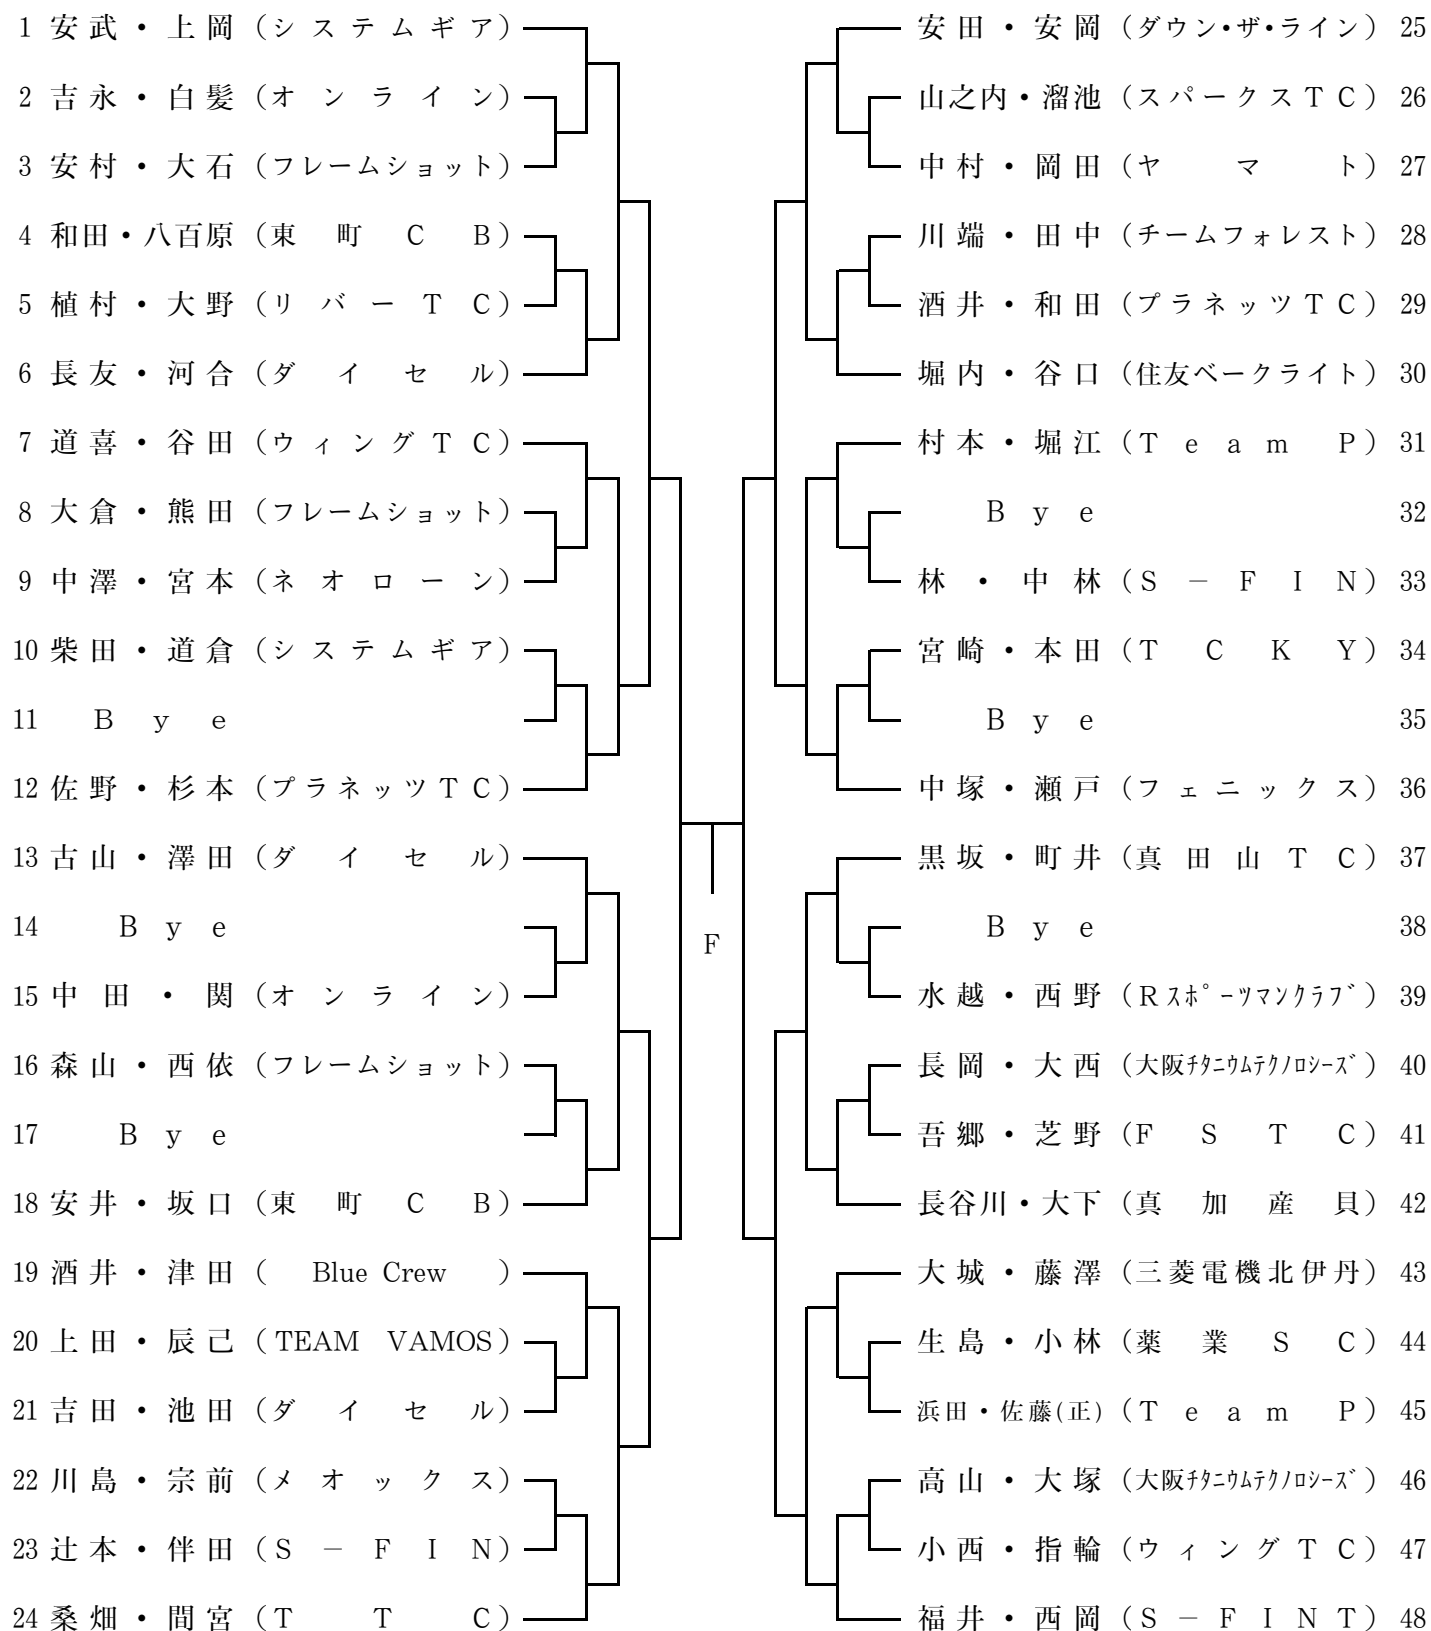 1 安武・上岡 (システムギア)
2 吉永・白髪 (オンライン)
3 安村・大石 (フレームショット)
4 和田・八百原 (東町CB)
5 植村・大野 (リバーTC)
6 長友・河合 (ダイセル)
7 道喜・谷田 (ウィングTC)
8 大倉・熊田 (フレームショット)
9 中澤・宮本 (ネオローン)
10 柴田・道倉 (システムギア)
11 Bye
12 佐野・杉本 (プラネッツTC)
13 古山・澤田 (ダイセル)
14 Bye
15 中田・関 (オンライン)
16 森山・西依 (フレームショット)
17 Bye
18 安井・坂口 (東町CB)
19 酒井・津田 (Blue Crew)
20 上田・辰己 (TEAM VAMOS)
21 吉田・池田 (ダイセル)
22 川島・宗前 (メオックス)
23 辻本・伴田 (S－FIN)
24 桑畑・間宮 (TTC)
F
安田・安岡 (ダウン・ザ・ライン) 25
山之内・溜池 (スパークスTC) 26
中村・岡田 (ヤマト) 27
川端・田中 (チームフォレスト) 28
酒井・和田 (プラネッツTC) 29
堀内・谷口 (住友ベークライト) 30
村本・堀江 (Team P) 31
Bye 32
林・中林 (S－FIN) 33
宮崎・本田 (TCKY) 34
Bye 35
中塚・瀬戸 (フェニックス) 36
黒坂・町井 (真田山TC) 37
Bye 38
水越・西野 (Rｽﾎﾟｰﾂマンｸﾗﾌﾞ) 39
長岡・大西 (大阪ﾁﾀﾆｳﾑﾃｸﾉﾛｼｰｽﾞ) 40
吾郷・芝野 (FSTC) 41
長谷川・大下 (真加産貝) 42
大城・藤澤 (三菱電機北伊丹) 43
生島・小林 (薬業SC) 44
浜田・佐藤(正) (Team P) 45
高山・大塚 (大阪ﾁﾀﾆｳﾑﾃｸﾉﾛｼｰｽﾞ) 46
小西・指輪 (ウィングTC) 47
福井・西岡 (S－FINT) 48